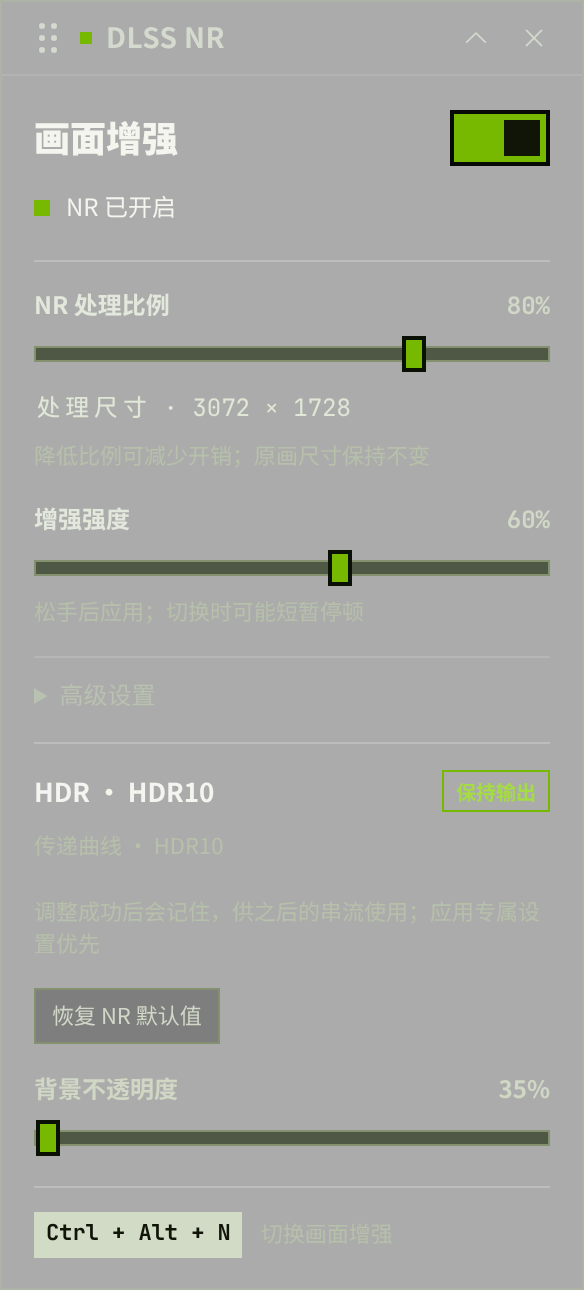 DLSS NR
画面增强
NR 已开启
NR 处理比例 80%
处理尺寸 · 3072 × 1728
降低比例可减少开销；原画尺寸保持不变
增强强度 60%
松手后应用；切换时可能短暂停顿
高级设置
HDR · HDR10 保持输出
传递曲线 · HDR10
调整成功后会记住，供之后的串流使用；应用专属设
置优先
恢复 NR 默认值
背景不透明度 35%
Ctrl + Alt + N 切换画面增强